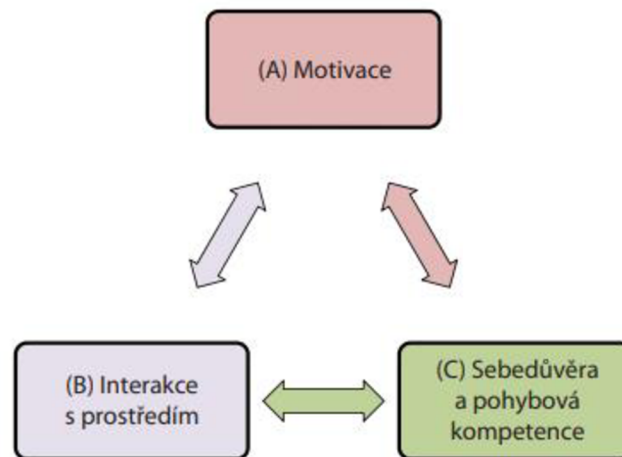 (A) Motivace
(B) Interakce
s prostředím
(C) Sebedůvěra
a pohybová
kompetence